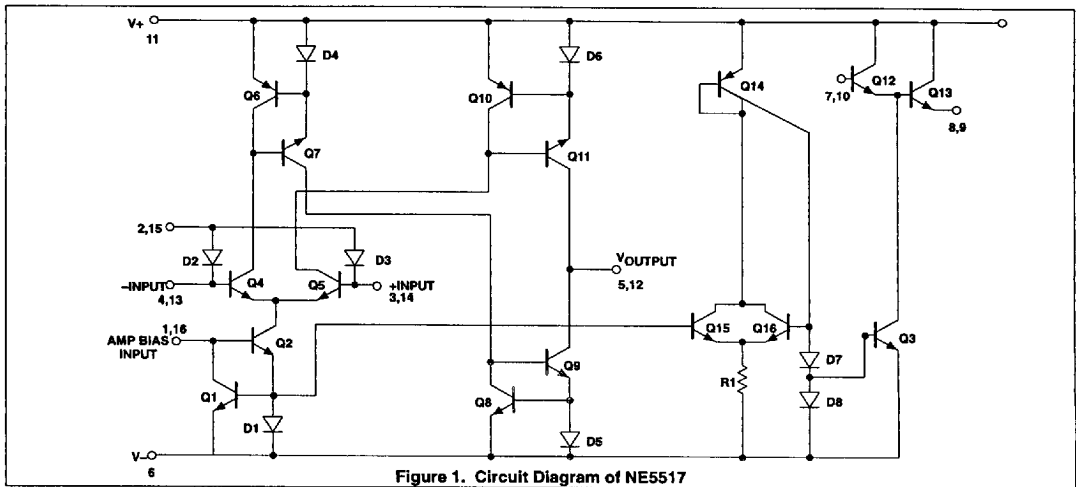 V+
11
D4
D6
Q6
Q10
Q14
Q12
Q13
7,10
8,9
Q7
Q11
2,15
D2
D3
VOUTPUT
5,12
–INPUT
4,13
Q4
Q5
+INPUT
3,14
1,16
AMP BIAS
INPUT
Q2
Q15
Q16
Q3
D7
Q9
R1
D8
Q1
Q8
D1
D5
V–
6
Figure 1. Circuit Diagram of NE5517